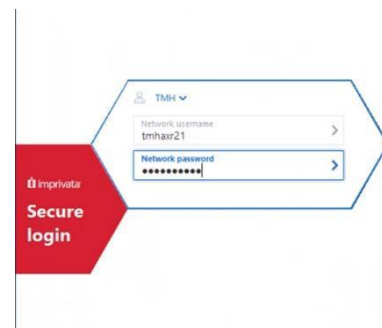 TMH
Network username
tmhaxr21
Network password
imprivata
Secure
login